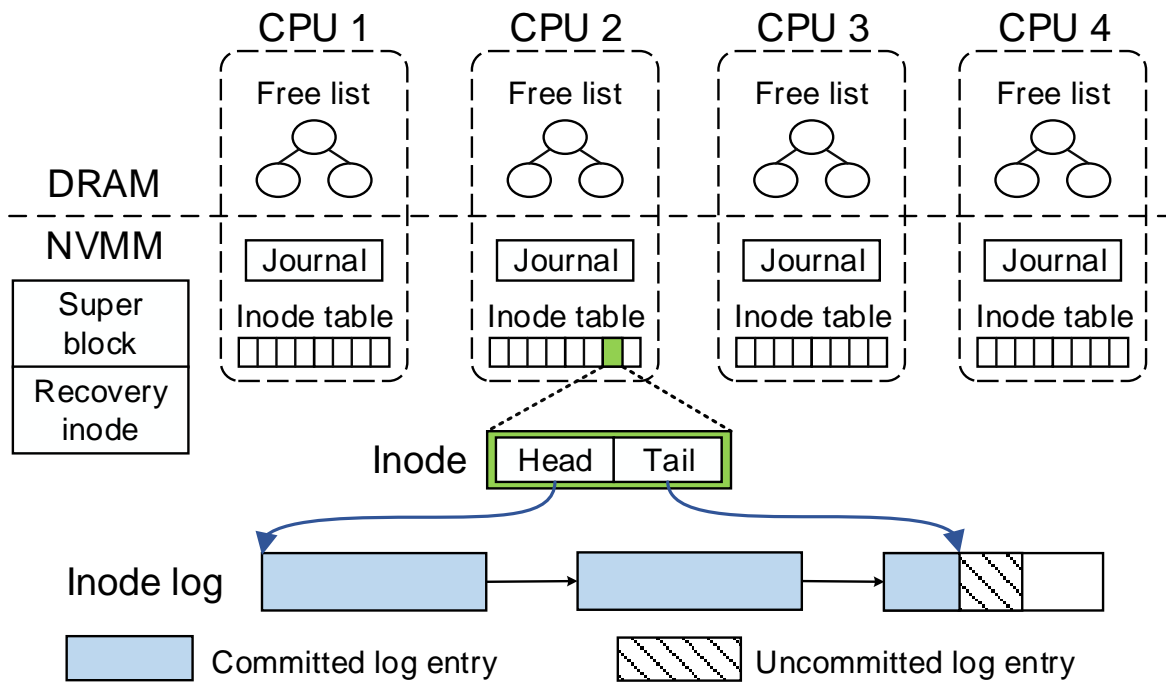 CPU 1 CPU 2 CPU 3 CPU 4
Free list Free list Free list Free list
DRAM
NVMM
Journal Journal Journal Journal
Super
block
Inode table Inode table Inode table Inode table
Recovery
inode
Inode Head Tail
Inode log
Committed log entry Uncommitted log entry